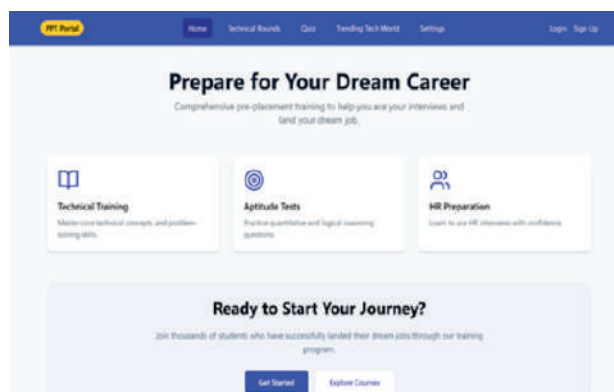 PPT Portal
Home Technical Rounds Quiz Trending Tech World Settings Login Sign Up
Prepare for Your Dream Career
Comprehensive pre-placement training to help you ace your interviews and
land your dream job.
Technical Training Aptitude Tests HR Preparation
Master core technical concepts and problem-
solving skills.
Practice quantitative and logical reasoning
questions.
Learn to ace HR interviews with confidence
Ready to Start Your Journey?
Join thousands of students who have successfully landed their dream jobs through our training
program.
Get Started Explore Courses